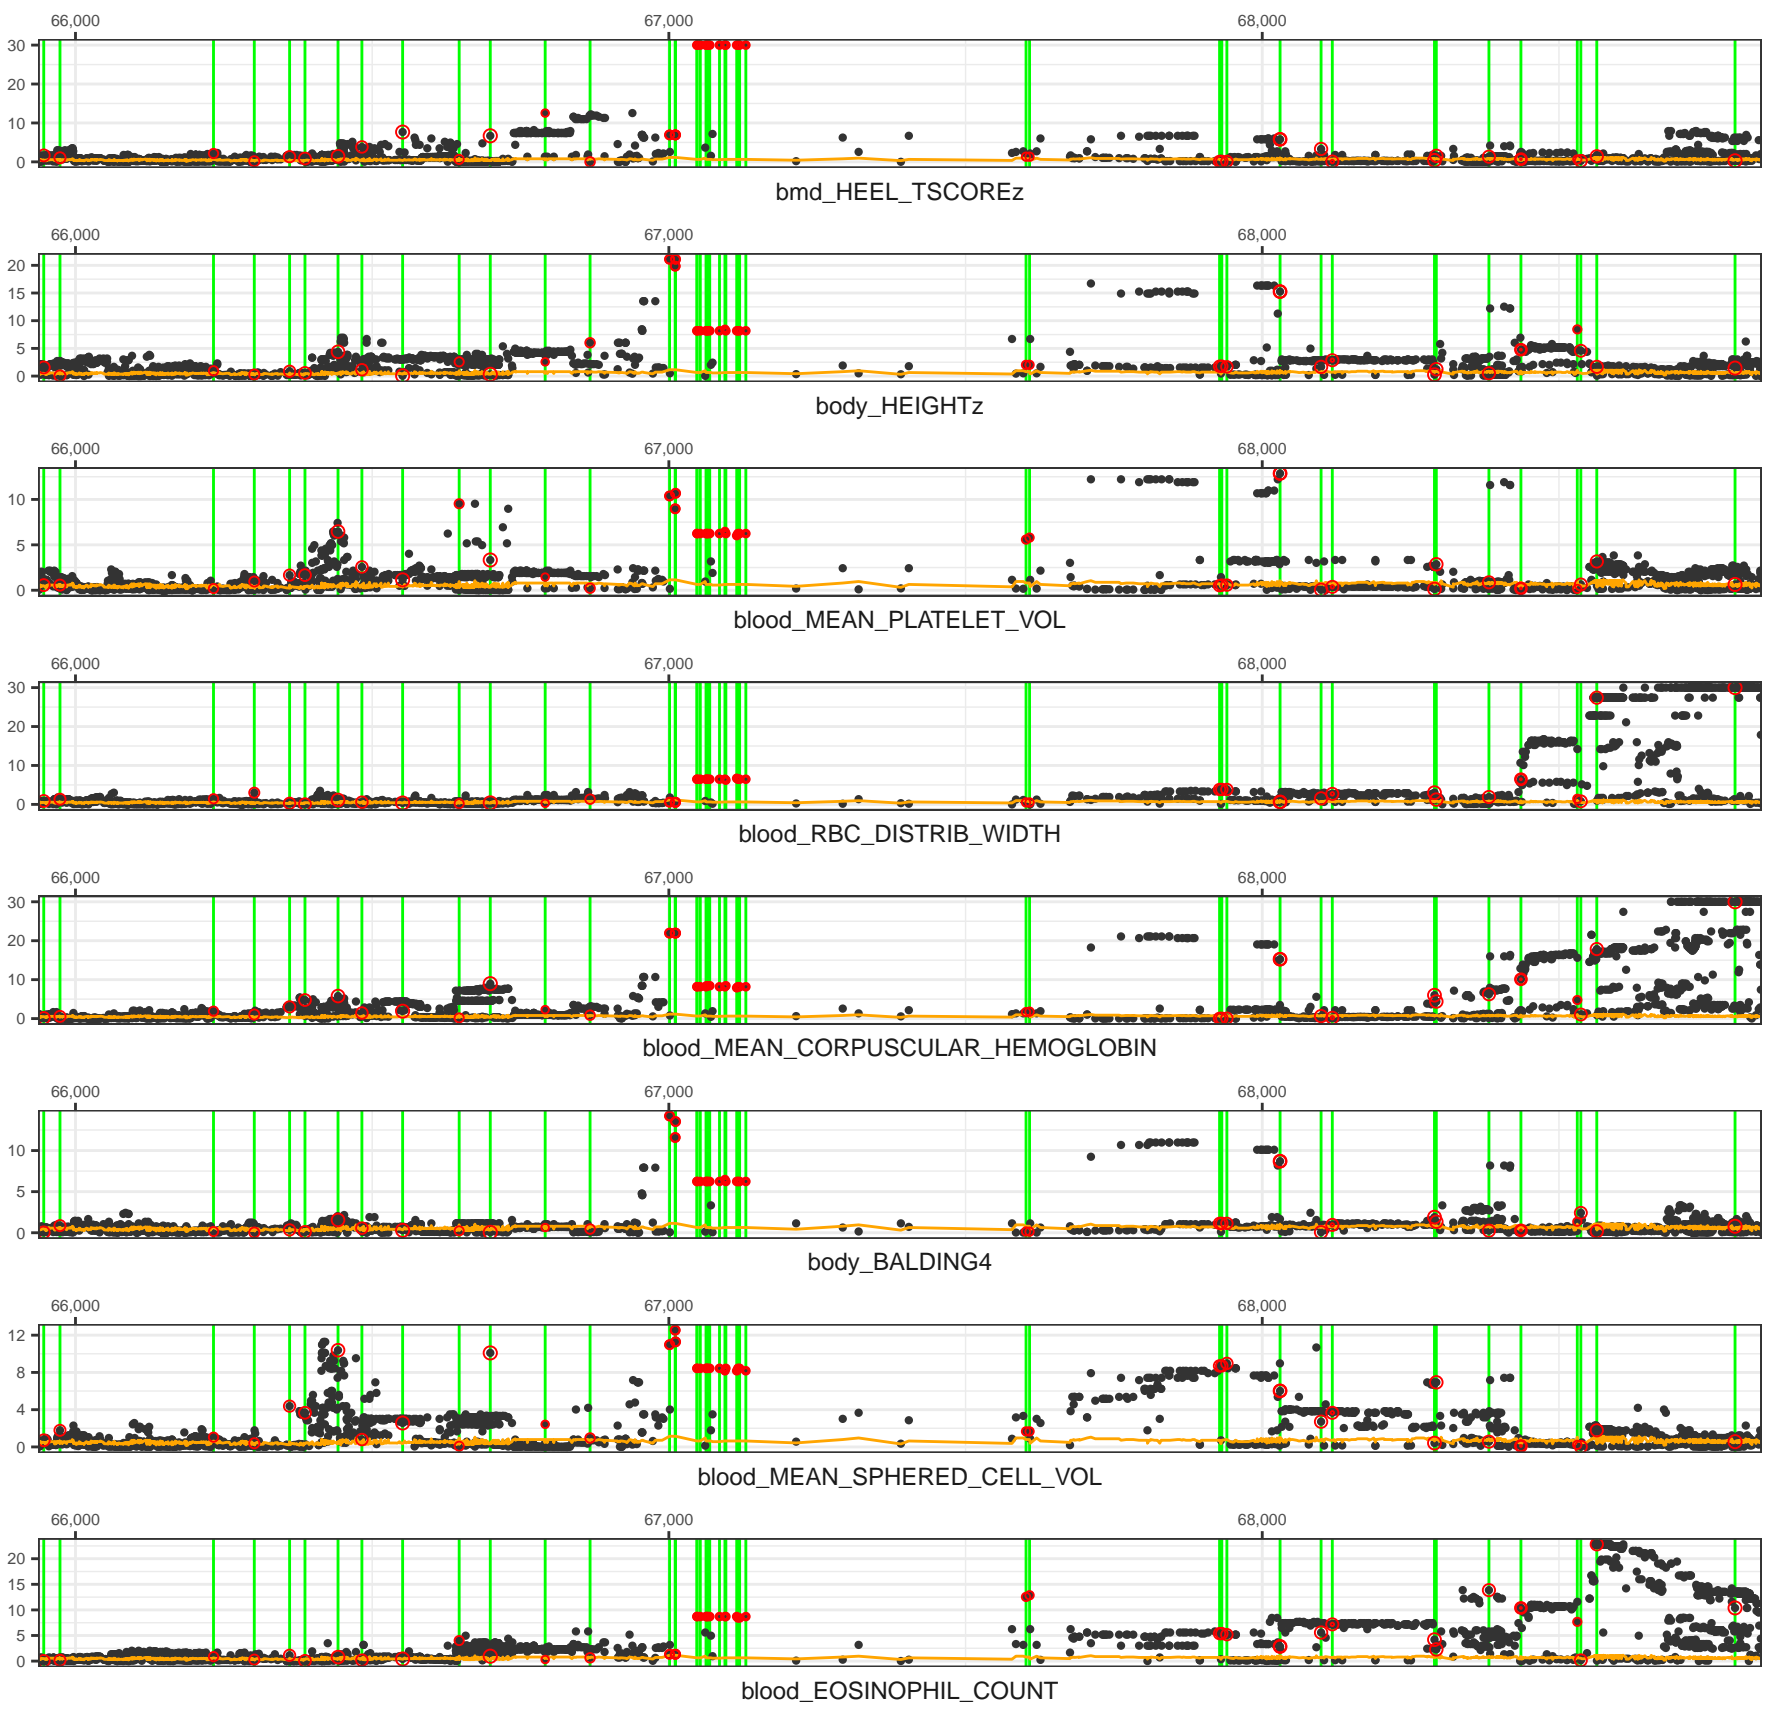 66,000 67,000 68,000
30
20
10
0
bmd_HEEL_TSCOREz
66,000 67,000 68,000
20
15
10
5
0
body_HEIGHTz
66,000 67,000 68,000
10
5
0
blood_MEAN_PLATELET_VOL
66,000 67,000 68,000
30
20
10
0
blood_RBC_DISTRIB_WIDTH
66,000 67,000 68,000
30
20
10
0
blood_MEAN_CORPUSCULAR_HEMOGLOBIN
66,000 67,000 68,000
10
5
0
body_BALDING4
66,000 67,000 68,000
12
8
4
0
blood_MEAN_SPHERED_CELL_VOL
66,000 67,000 68,000
20
15
10
5
0
blood_EOSINOPHIL_COUNT